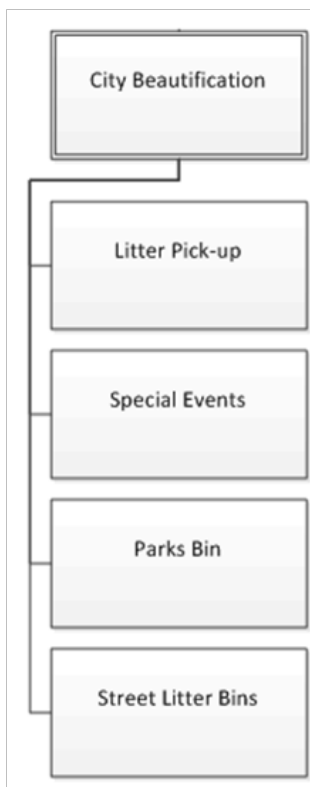 City Beautification
Litter Pick-up
Special Events
Parks Bin
Street Litter Bins